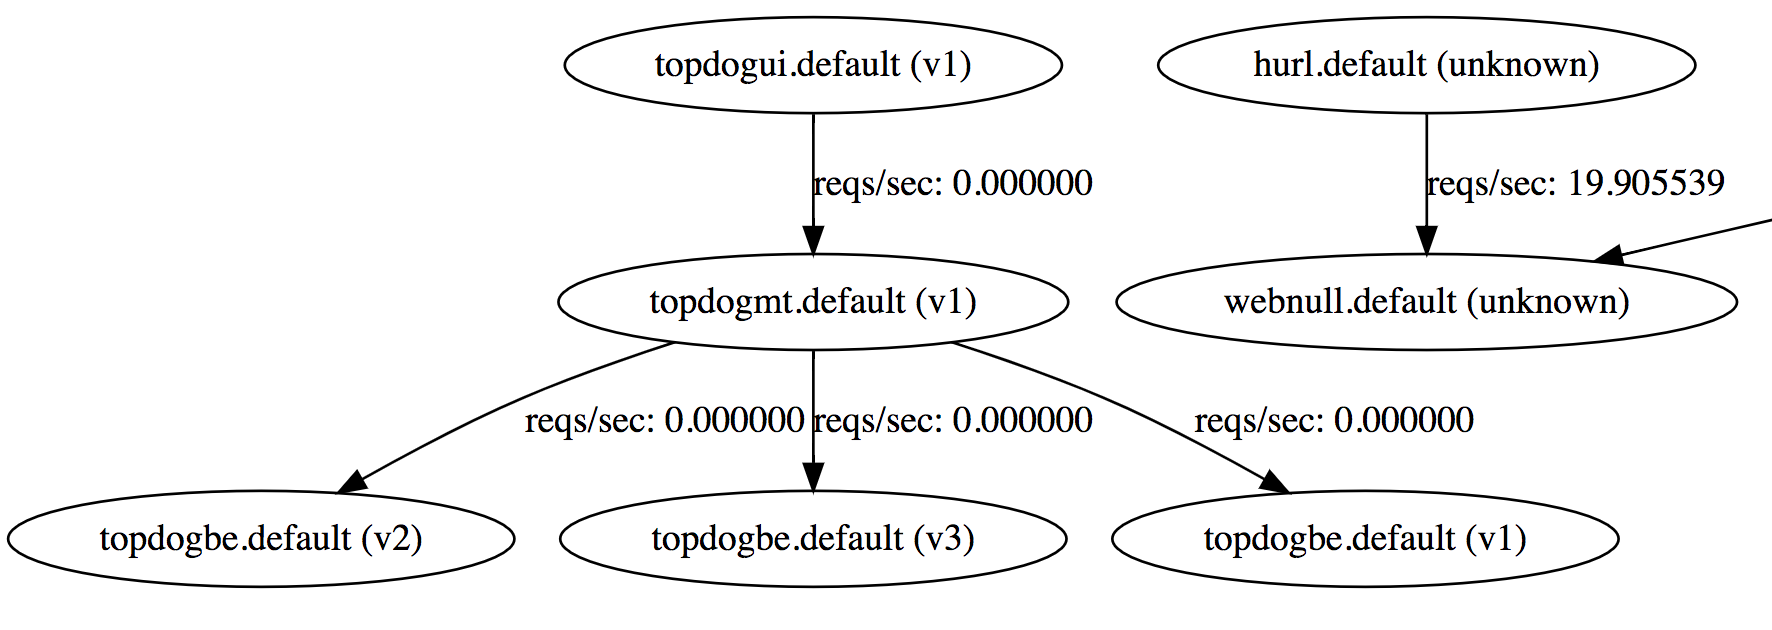 topdogui.default (v1)
hurl.default (unknown)
reqs/sec: 0.000000
reqs/sec: 19.905539
topdogmt.default (v1)
webnull.default (unknown)
reqs/sec: 0.000000
reqs/sec: 0.000000
reqs/sec: 0.000000
topdogbe.default (v2)
topdogbe.default (v3)
topdogbe.default (v1)